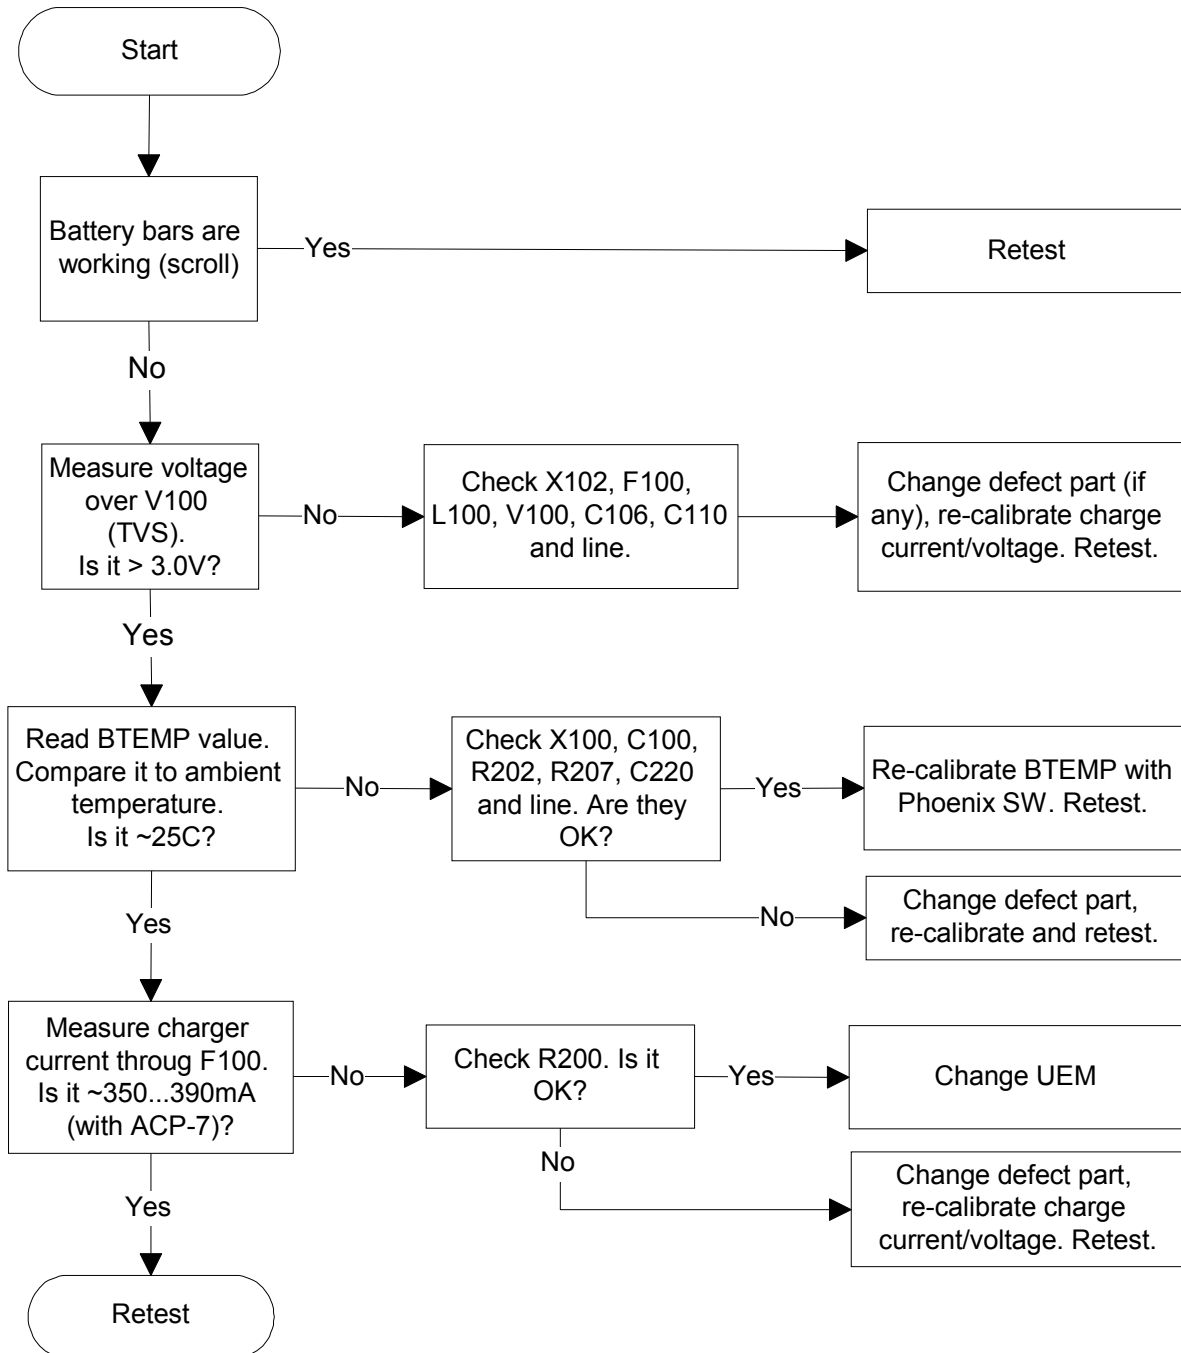 Start
Battery bars are
working (scroll)
Yes
Retest
No
Measure voltage
over V100
(TVS).
Is it > 3.0V?
No
Check X102, F100,
L100, V100, C106, C110
and line.
Change defect part (if
any), re-calibrate charge
current/voltage. Retest.
Yes
Read BTEMP value.
Compare it to ambient
temperature.
Is it ~25C?
No
Check X100, C100,
R202, R207, C220
and line. Are they
OK?
Yes
Re-calibrate BTEMP with
Phoenix SW. Retest.
No
Change defect part,
re-calibrate and retest.
Yes
Measure charger
current throug F100.
Is it ~350...390mA
(with ACP-7)?
No
Check R200. Is it
OK?
Yes
Change UEM
No
Change defect part,
re-calibrate charge
current/voltage. Retest.
Yes
Retest